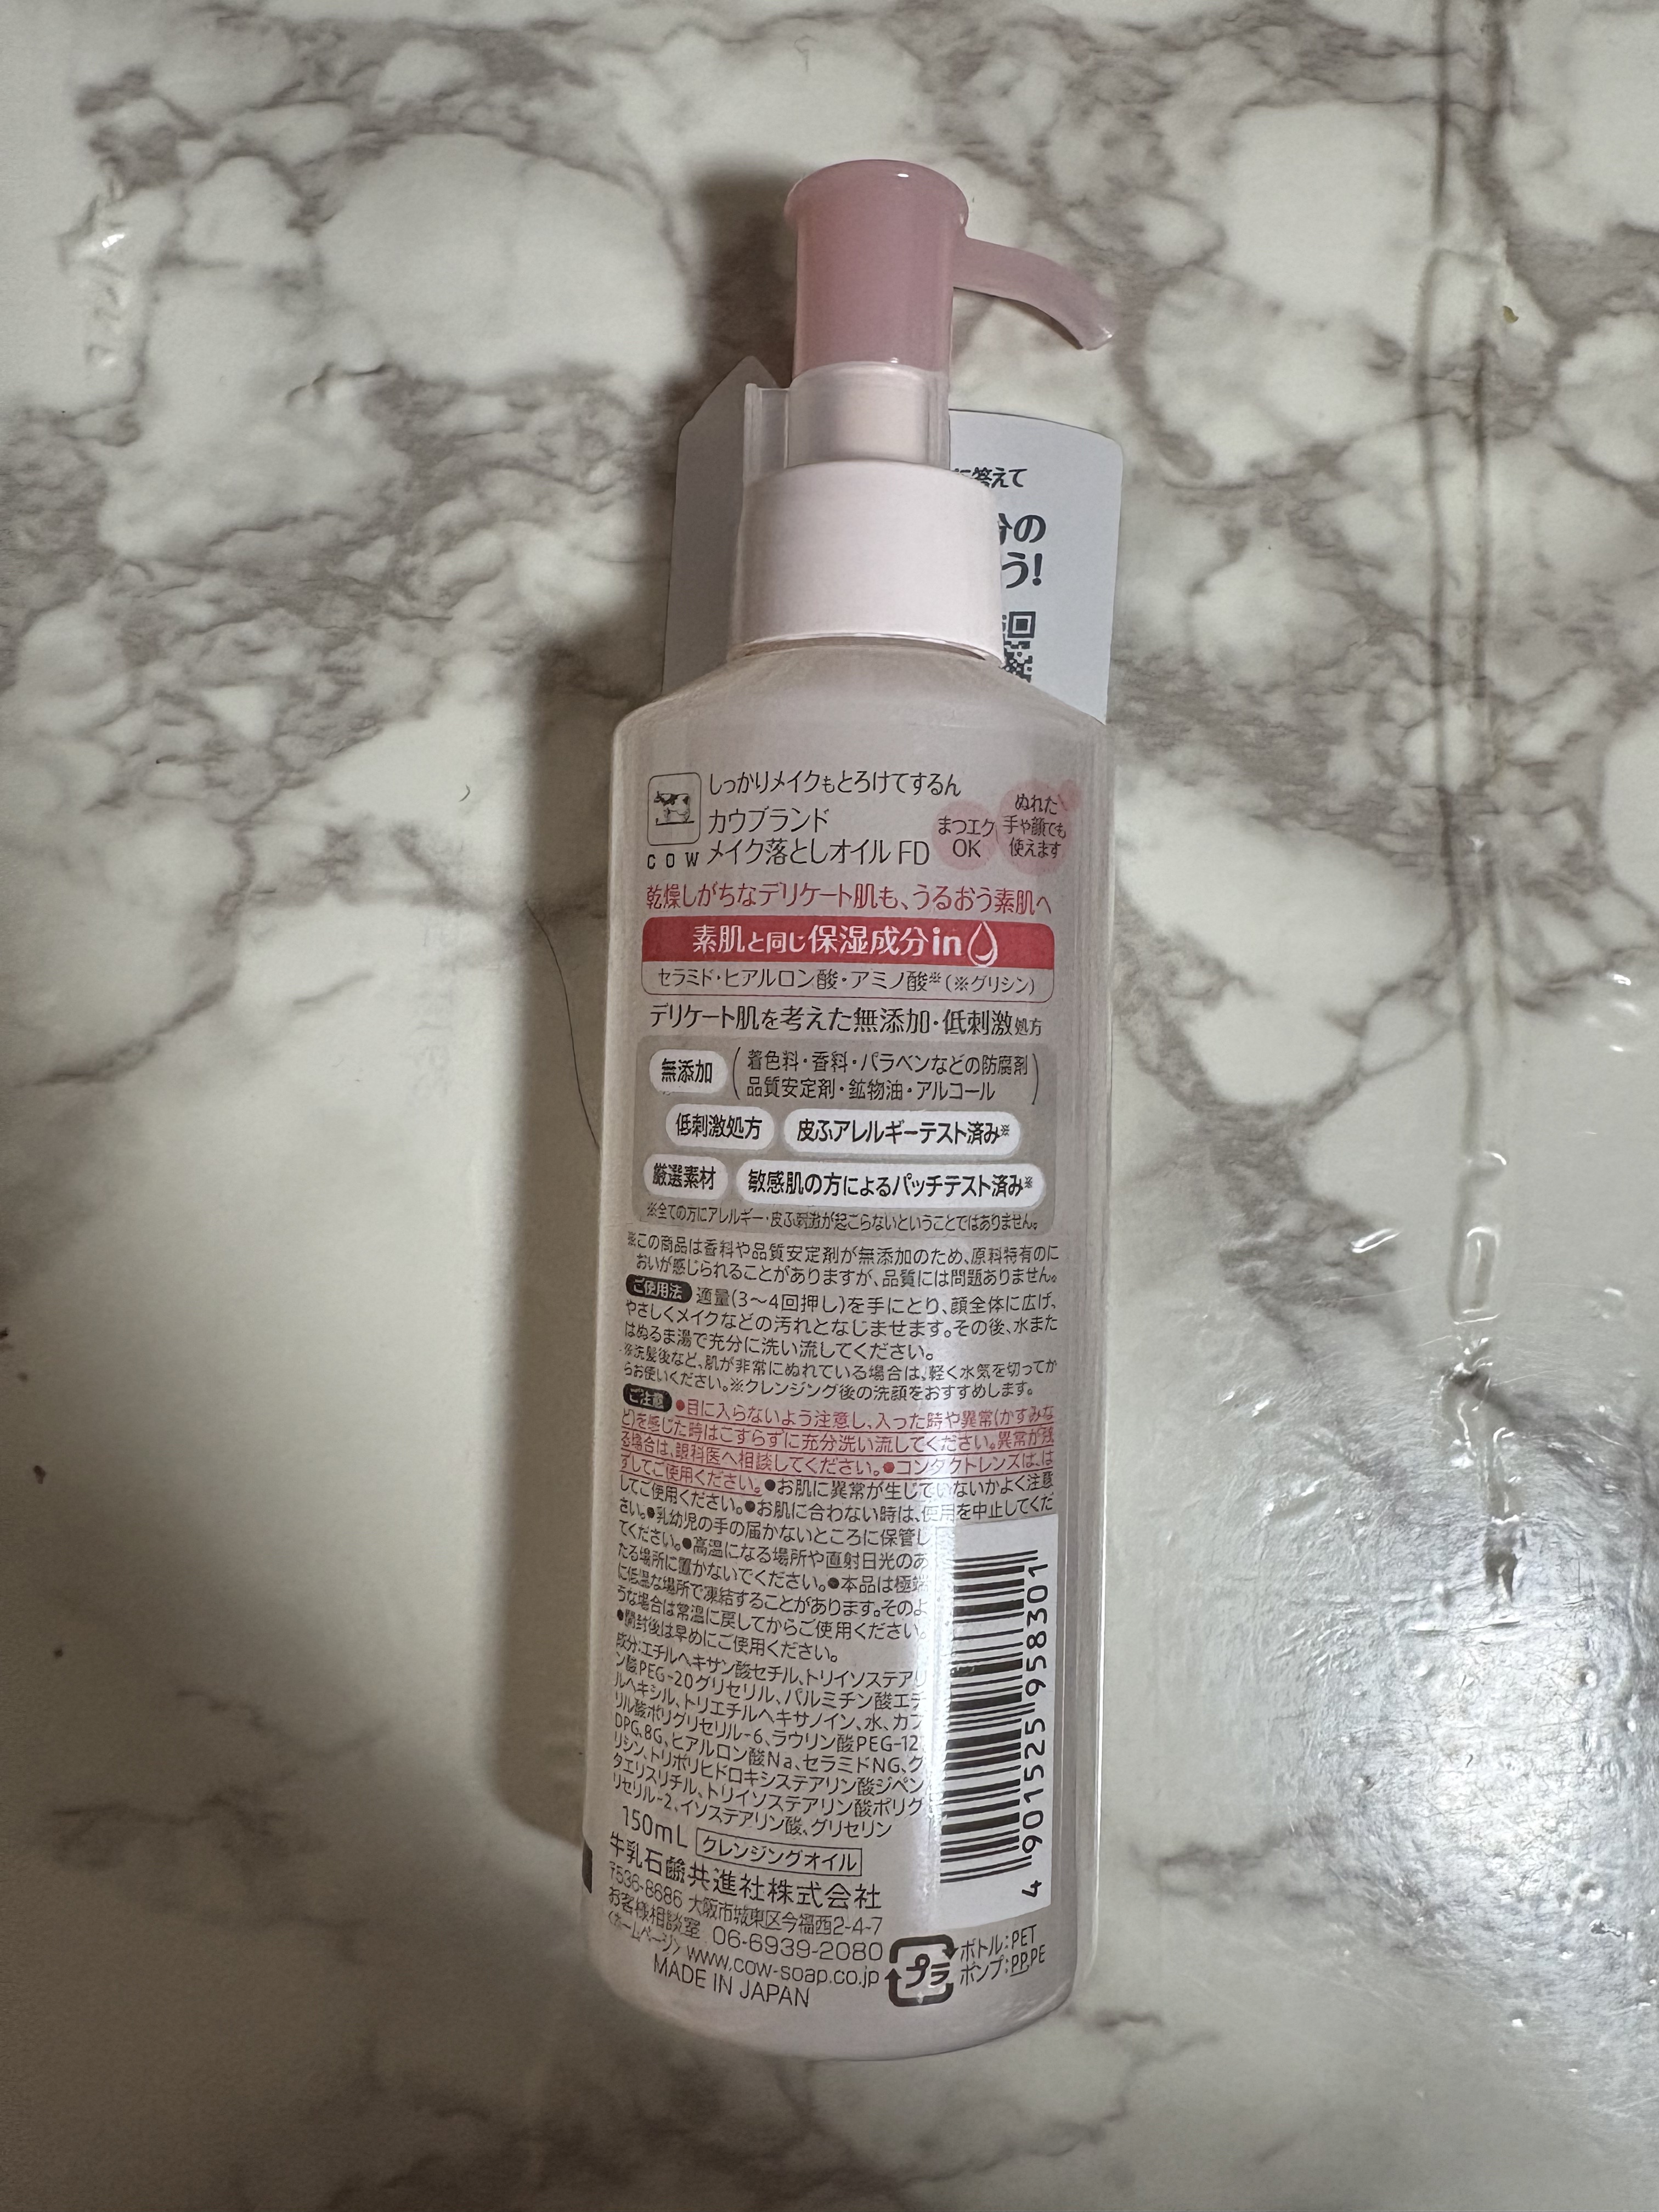 に答えて
分の
う!
しっかりメイクもとろけてするん
カウブランド
メイク落としオイル FD
COW
まつエク
OK
ぬれた
手や顔でも
使えます
乾燥しがちなデリケート肌も、うるおう素肌へ
素肌と同じ保湿成分in
セラミド・ヒアルロン酸・アミノ酸※(※グリシン)
デリケート肌を考えた無添加・低刺激処方
無添加
着色料・香料・パラベンなどの防腐剤
品質安定剤・鉱物油・アルコール
低刺激処方 皮ふアレルギーテスト済み※
厳選素材 敏感肌の方によるパッチテスト済み※
※全ての方にアレルギー・皮ふ刺激が起こらないということではありません。
※この商品は香料や品質安定剤が無添加のため、原料特有のに
おいが感じられることがありますが、品質には問題ありません。
ご使用法 適量(3〜4回押し)を手にとり、顔全体に広げ、
やさしくメイクなどの汚れとなじませます。その後、水また
はぬるま湯で充分に洗い流してください。
※洗髪後など、肌が非常にぬれている場合は、軽く水気を切ってか
らお使いください。※クレンジング後の洗顔をおすすめします。
ご注意 ●目に入らないよう注意し、入った時や異常(かすみな
ど)を感じた時はこすらずに充分洗い流してください。異常が残
る場合は、眼科医へ相談してください。●コンタクトレンズは、は
ずしてご使用ください。●お肌に異常が生じていないかよく注意
してご使用ください。●お肌に合わない時は、使用を中止してくだ
さい。●乳幼児の手の届かないところに保管し
てください。●高温になる場所や直射日光のあ
たる場所に置かないでください。●本品は極端
に低温な場所で凍結することがあります。そのよ
うな場合は常温に戻してからご使用ください。
●開封後は早めにご使用ください。
成分:エチルヘキサン酸セチル、トリイソステアリ
ン酸PEG-20グリセリル、パルミチン酸エチ
ルヘキシル、トリエチルヘキサノイン、水、カプ
リル酸ポリグリセリル-6、ラウリン酸PEG-12、
DPG、BG、ヒアルロン酸Na、セラミドNG、グ
リシン、トリポリヒドロキシステアリン酸ジペン
タエリスリチル、トリイソステアリン酸ポリグ
リセリル-2、イソステアリン酸、グリセリン
150mL クレンジングオイル
牛乳石鹼共進社株式会社
〒536-8686 大阪市城東区今福西2-4-7
お客様相談室 06-6939-2080
<ホームページ> www.cow-soap.co.jp
MADE IN JAPAN
プラ
ボトル:PET
ポンプ:PP,PE
4 901525 958301